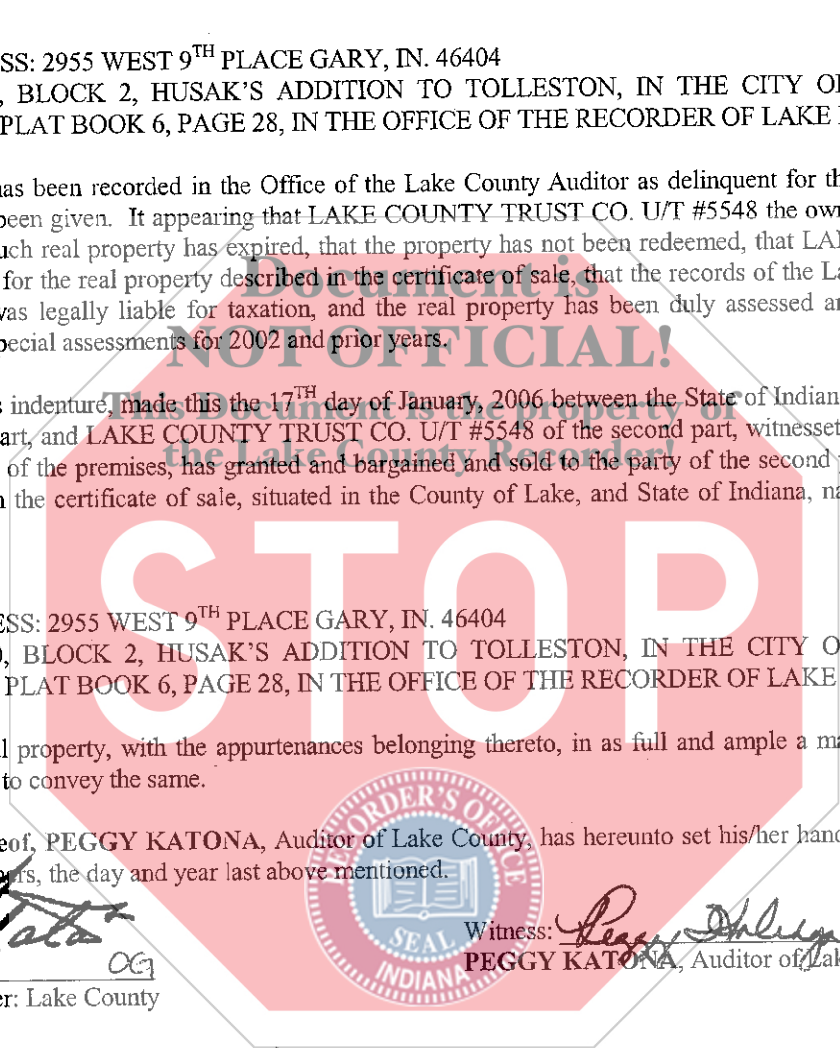 SS: 2955 WEST 9TH PLACE GARY, IN. 46404
, BLOCK 2, HUSAK'S ADDITION TO TOLLESTON, IN THE CITY O
PLAT BOOK 6, PAGE 28, IN THE OFFICE OF THE RECORDER OF LAKE
has been recorded in the Office of the Lake County Auditor as delinquent for th
been given. It appearing that LAKE COUNTY TRUST CO. U/T #5548 the own
uch real property has expired, that the property has not been redeemed, that LA
for the real property described in the certificate of sale, that the records of the La
vas legally liable for taxation, and the real property has been duly assessed a
pecial assessments for 2002 and prior years.
Document is
NOT OFFICIAL!
This Document is the property of
the Lake County Recorder!
s indenture, made this the 17TH day of January, 2006 between the State of Indian
art, and LAKE COUNTY TRUST CO. U/T #5548 of the second part, witnesset
of the premises, has granted and bargained and sold to the party of the second
n the certificate of sale, situated in the County of Lake, and State of Indiana, na
STOP
ESS: 2955 WEST 9TH PLACE GARY, IN. 46404
, BLOCK 2, HUSAK'S ADDITION TO TOLLESTON, IN THE CITY O
PLAT BOOK 6, PAGE 28, IN THE OFFICE OF THE RECORDER OF LAKE
l property, with the appurtenances belonging thereto, in as full and ample a ma
to convey the same.
eof, PEGGY KATONA, Auditor of Lake County, has hereunto set his/her hand
ers, the day and year last above mentioned.
RECORDER'S OFFICE
SEAL
INDIANA
Witness: Peggy
OG
PEGGY KATONA, Auditor of Lak
er: Lake County